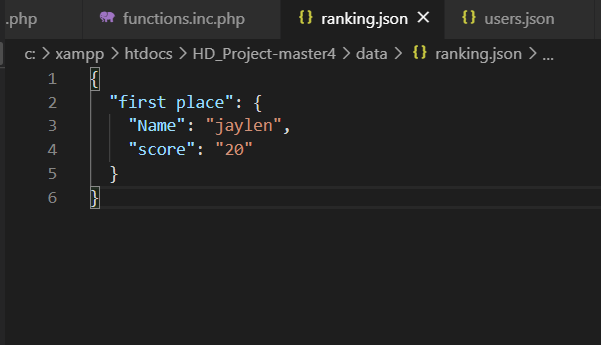 .php functions.inc.php ranking.json users.json
c: > xampp > htdocs > HD_Project-master4 > data > {} ranking.json > ...
1 {
2 "first place": {
3 "Name": "jaylen",
4 "score": "20"
5 }
6 }